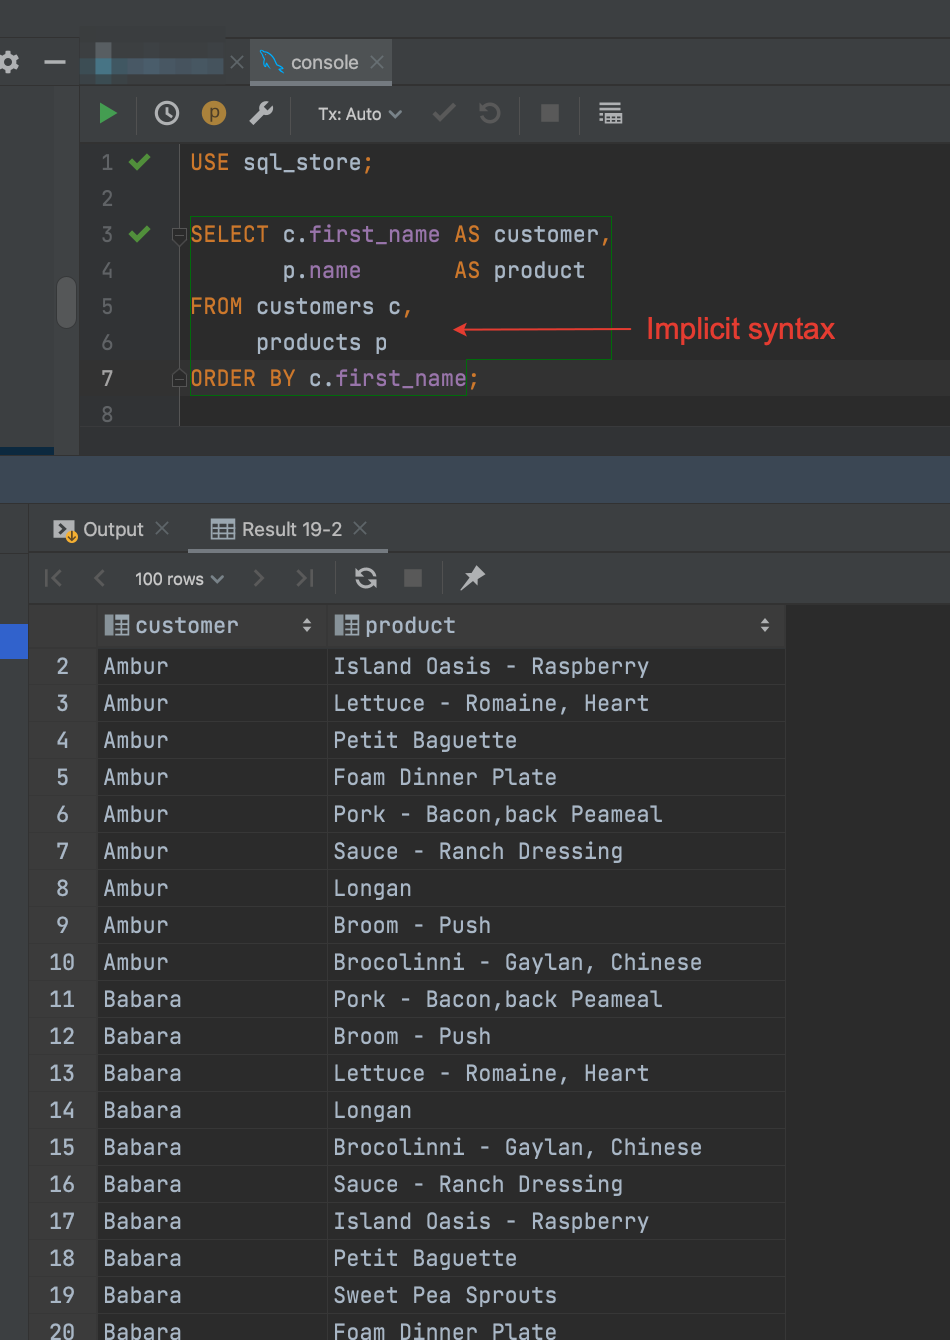 console
p Tx: Auto
1 USE sql_store;
2
3 SELECT c.first_name AS customer,
4 p.name AS product
5 FROM customers c,
6 products p
Implicit syntax
7 ORDER BY c.first_name;
8
Output Result 19-2
100 rows
customer product
2 Ambur Island Oasis - Raspberry
3 Ambur Lettuce - Romaine, Heart
4 Ambur Petit Baguette
5 Ambur Foam Dinner Plate
6 Ambur Pork - Bacon,back Peameal
7 Ambur Sauce - Ranch Dressing
8 Ambur Longan
9 Ambur Broom - Push
10 Ambur Brocolinni - Gaylan, Chinese
11 Babara Pork - Bacon,back Peameal
12 Babara Broom - Push
13 Babara Lettuce - Romaine, Heart
14 Babara Longan
15 Babara Brocolinni - Gaylan, Chinese
16 Babara Sauce - Ranch Dressing
17 Babara Island Oasis - Raspberry
18 Babara Petit Baguette
19 Babara Sweet Pea Sprouts
20 Babara Foam Dinner Plate